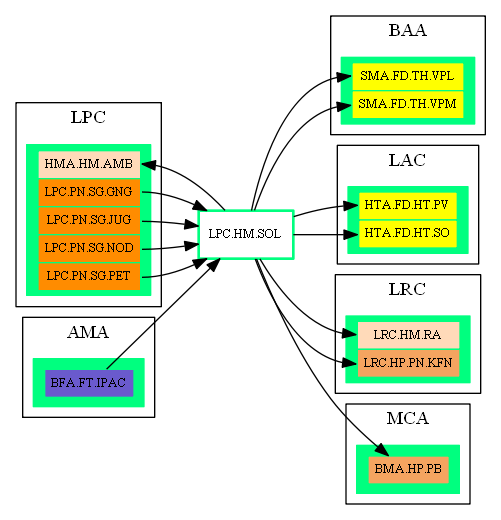 LPC
HMA.HM.AMB
LPC.PN.SG.GNG
LPC.PN.SG.JUG
LPC.PN.SG.NOD
LPC.PN.SG.PET
AMA
BFA.FT.IPAC
LPC.HM.SOL
BAA
SMA.FD.TH.VPL
SMA.FD.TH.VPM
LAC
HTA.FD.HT.PV
HTA.FD.HT.SO
LRC
LRC.HM.RA
LRC.HP.PN.KFN
MCA
BMA.HP.PB